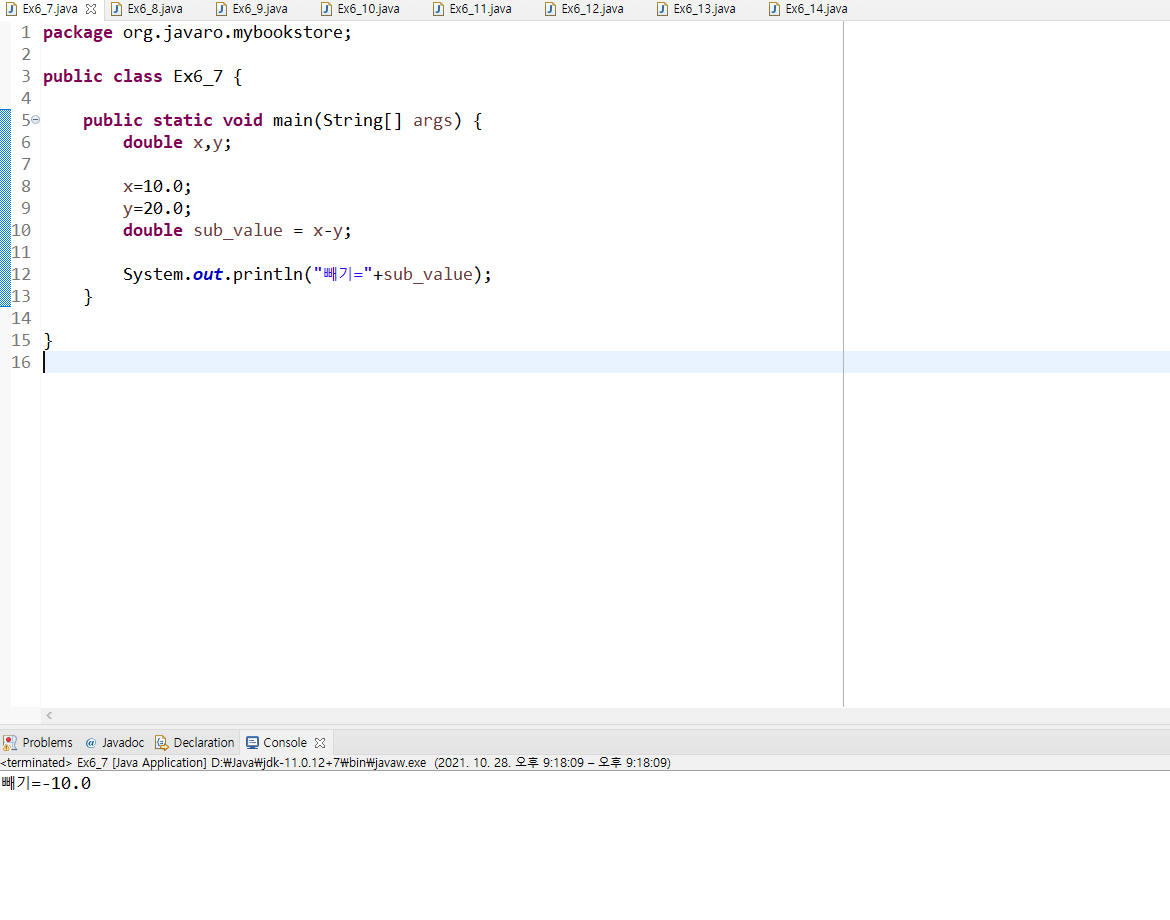 Ex6_7.java Ex6_8.java Ex6_9.java Ex6_10.java Ex6_11.java Ex6_12.java Ex6_13.java Ex6_14.java
1 package org.javaro.mybookstore;
2
3 public class Ex6_7 {
4
5 public static void main(String[] args) {
6 double x,y;
7
8 x=10.0;
9 y=20.0;
10 double sub_value = x-y;
11
12 System.out.println("빼기="+sub_value);
13 }
14
15 }
16
Problems @ Javadoc Declaration Console
<terminated> Ex6_7 [Java Application] D:₩Java₩jdk-11.0.12+7₩bin₩javaw.exe (2021. 10. 28. 오후 9:18:09 – 오후 9:18:09)
빼기=-10.0